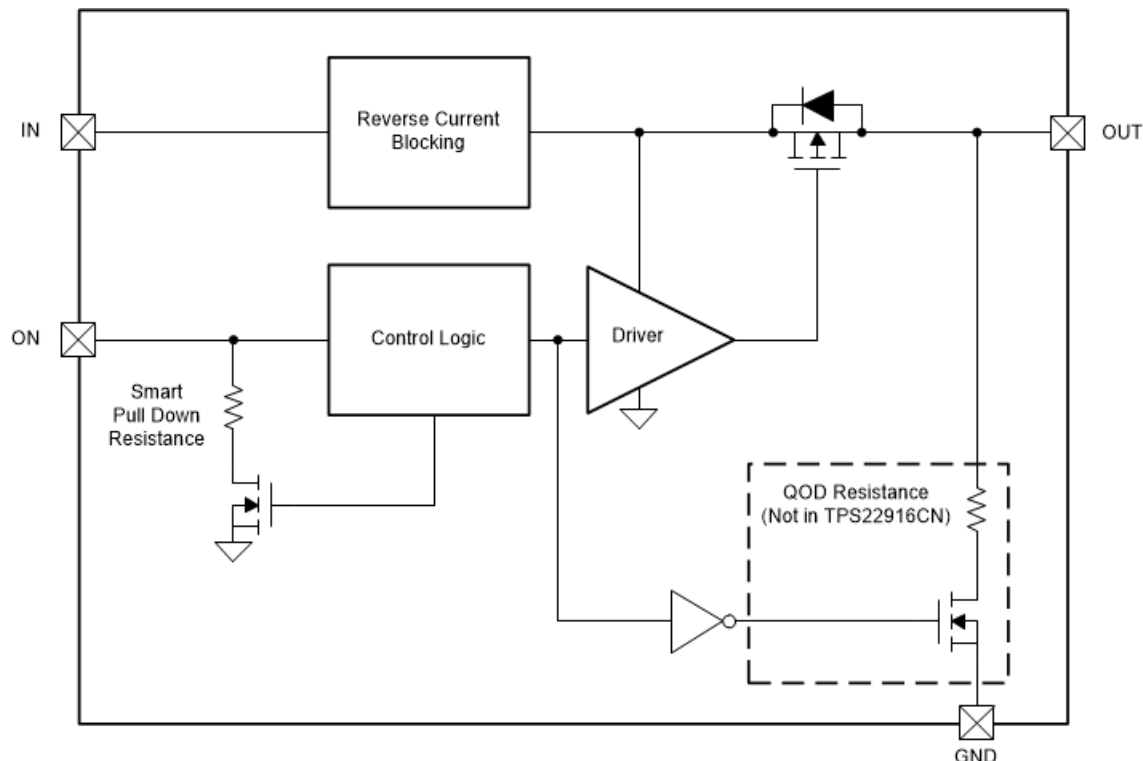 IN
Reverse Current
Blocking
OUT
ON
Control Logic
Driver
Smart
Pull Down
Resistance
QOD Resistance
(Not in TPS22916CN)
GND